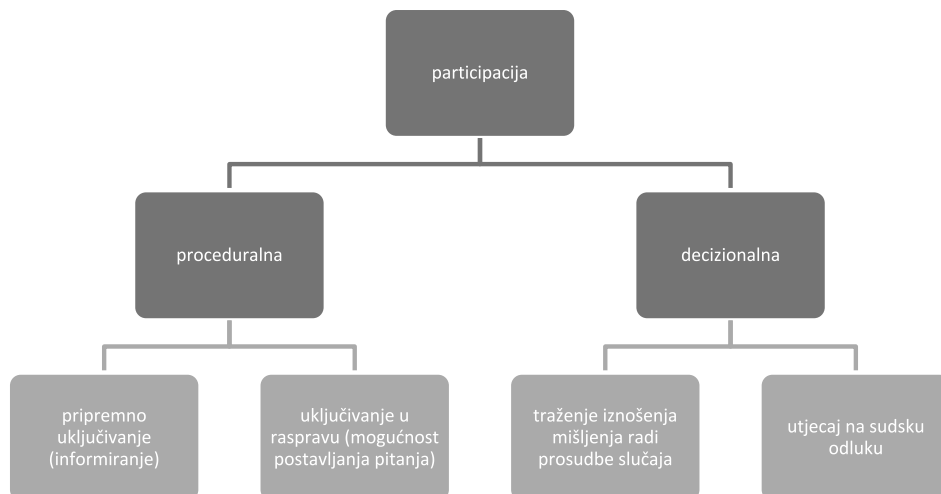 participacija
proceduralna
decizionalna
pripremno
uključivanje
(informiranje)
uključivanje u
raspravu (mogućnost
postavljanja pitanja)
traženje iznošenja
mišljenja radi
prosudbe slučaja
utjecaj na sudsku
odluku